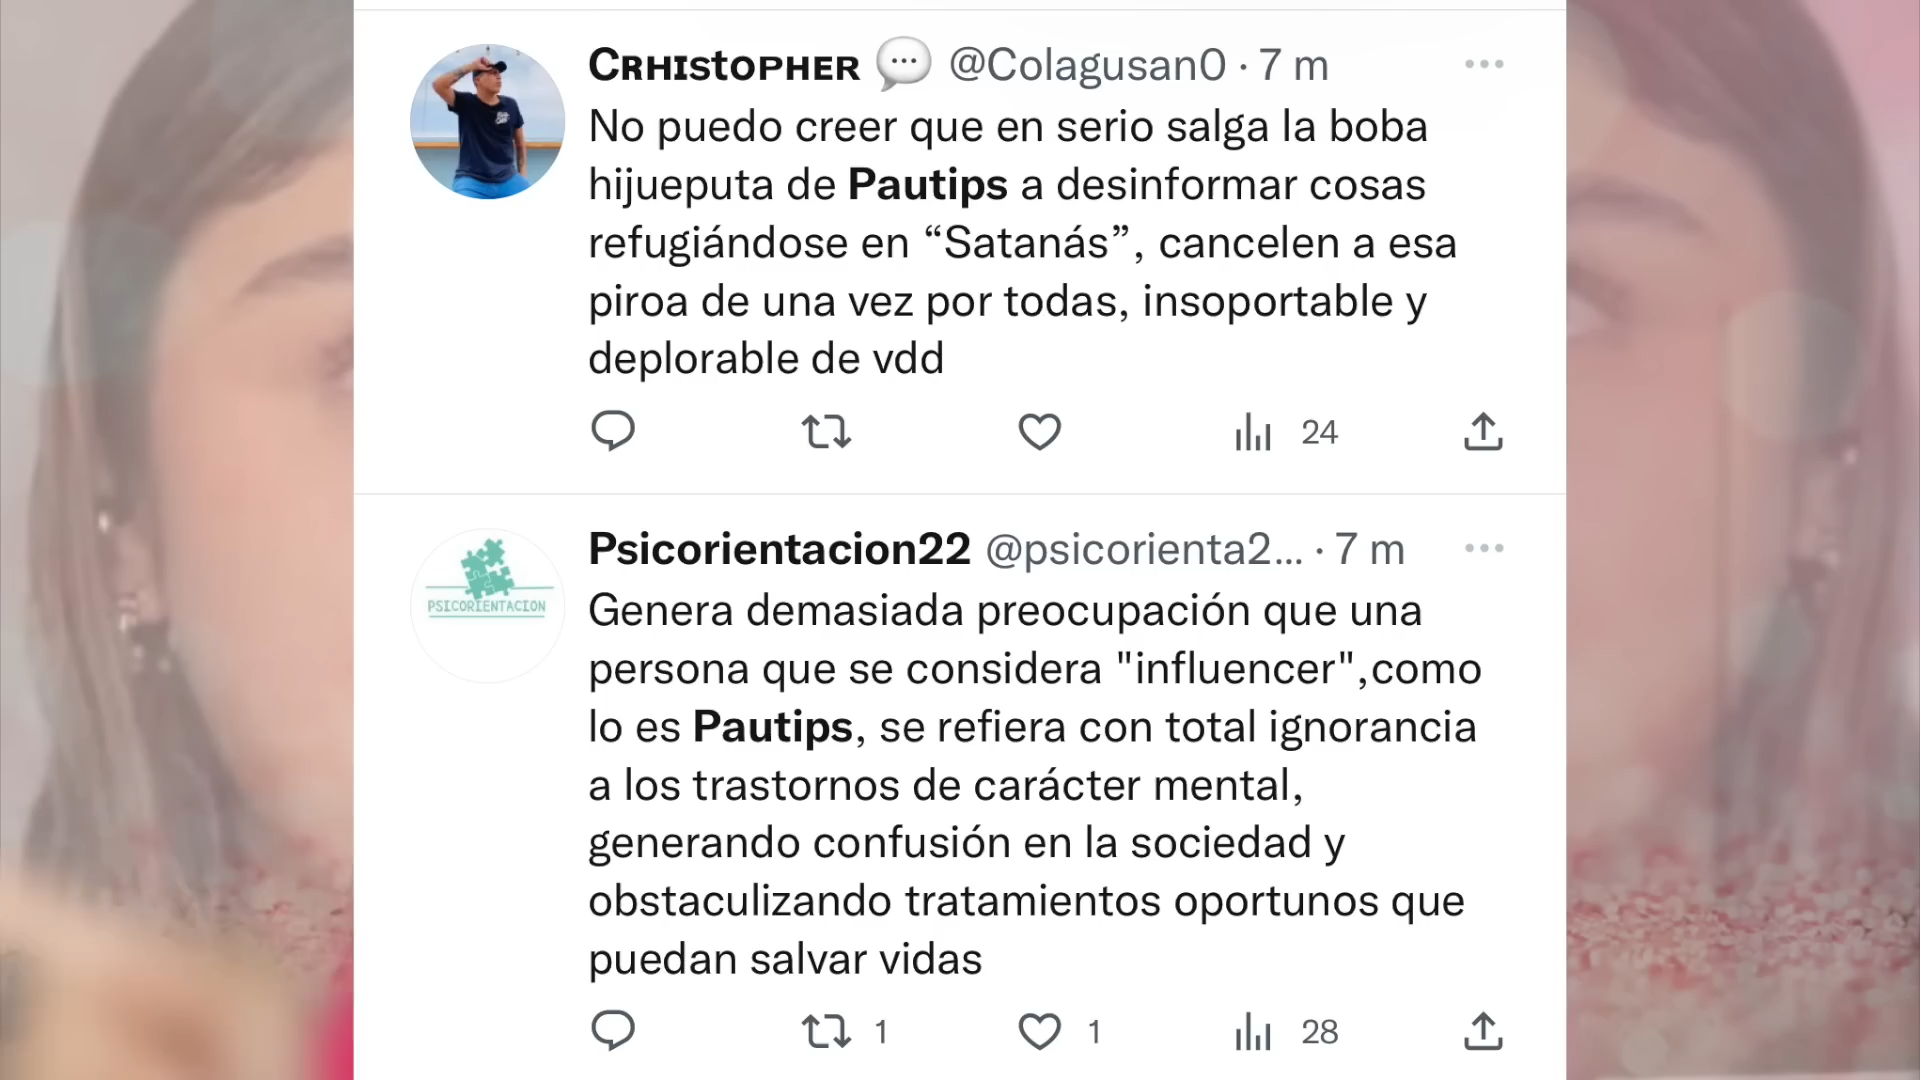 CRHISTOPHER 💬 @Colagusan0 · 7 m
No puedo creer que en serio salga la boba
hijueputa de Pautips a desinformar cosas
refugiándose en “Satanás”, cancelen a esa
piroa de una vez por todas, insoportable y
deplorable de vdd
24
Psicorientacion22 @psicorienta2... · 7 m
PSICORIENTACION
Genera demasiada preocupación que una
persona que se considera "influencer",como
lo es Pautips, se refiera con total ignorancia
a los trastornos de carácter mental,
generando confusión en la sociedad y
obstaculizando tratamientos oportunos que
puedan salvar vidas
1 1 28